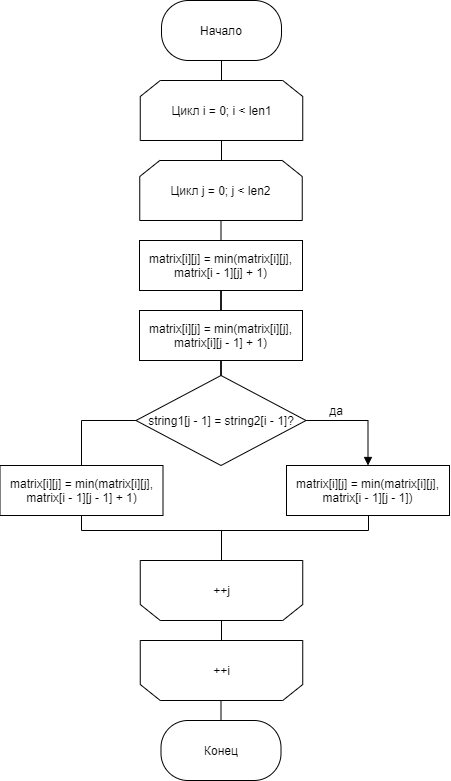 Начало
Цикл i = 0; i < len1
Цикл j = 0; j < len2
matrix[i][j] = min(matrix[i][j],
matrix[i - 1][j] + 1)
matrix[i][j] = min(matrix[i][j],
matrix[i][j - 1] + 1)
string1[j - 1] = string2[i - 1]?
да
matrix[i][j] = min(matrix[i][j],
matrix[i - 1][j - 1] + 1)
matrix[i][j] = min(matrix[i][j],
matrix[i - 1][j - 1])
++j
++i
Конец